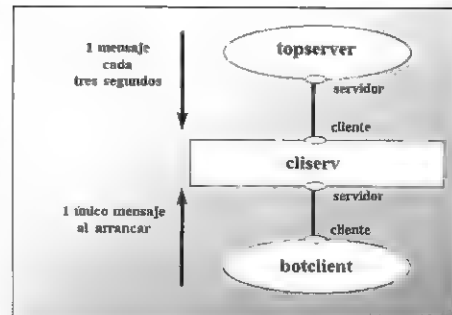 1 mensaje
cada
tres segundos
topserver
servidor
cliente
cliserv
servidor
1 único mensaje
al arrancar
cliente
botclient